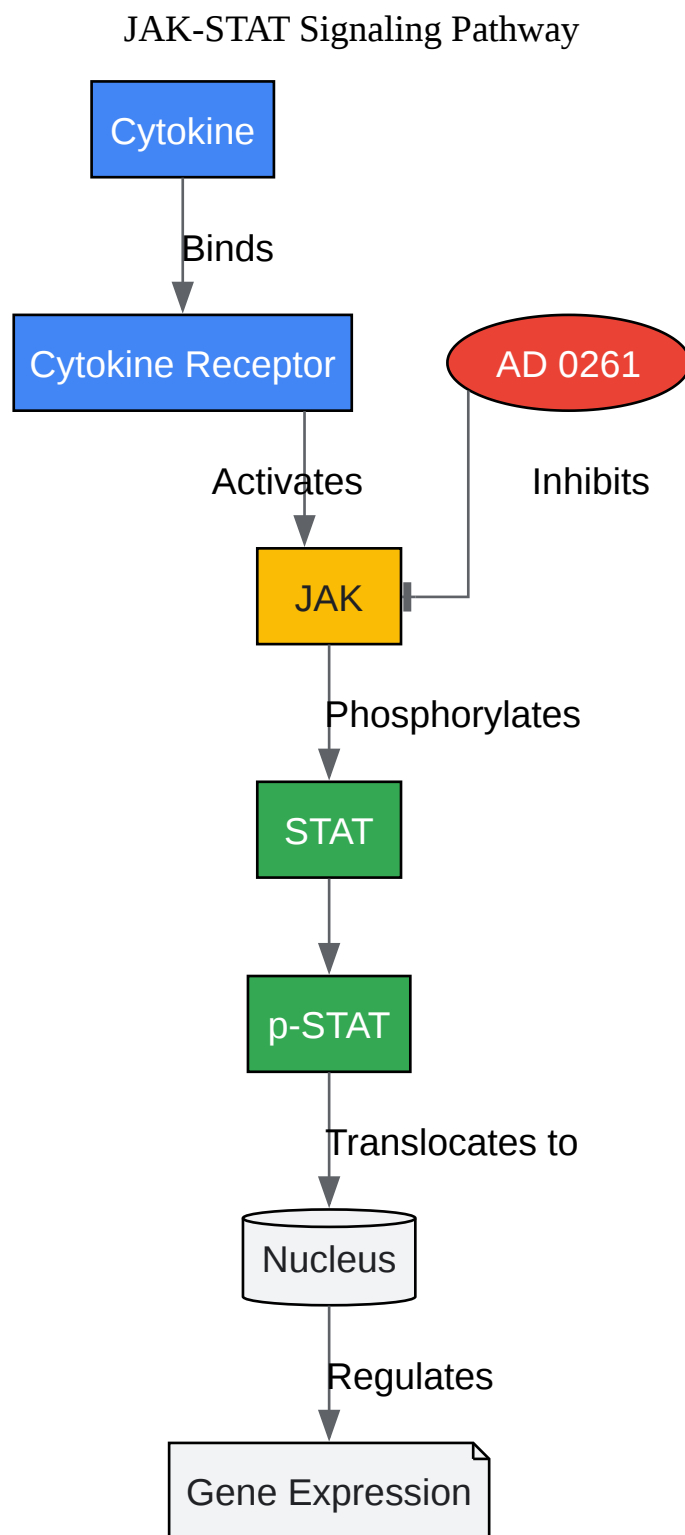 JAK-STAT Signaling Pathway
Cytokine
Binds
Cytokine Receptor
AD 0261
Activates
Inhibits
JAK
Phosphorylates
STAT
p-STAT
Translocates to
Nucleus
Regulates
Gene Expression